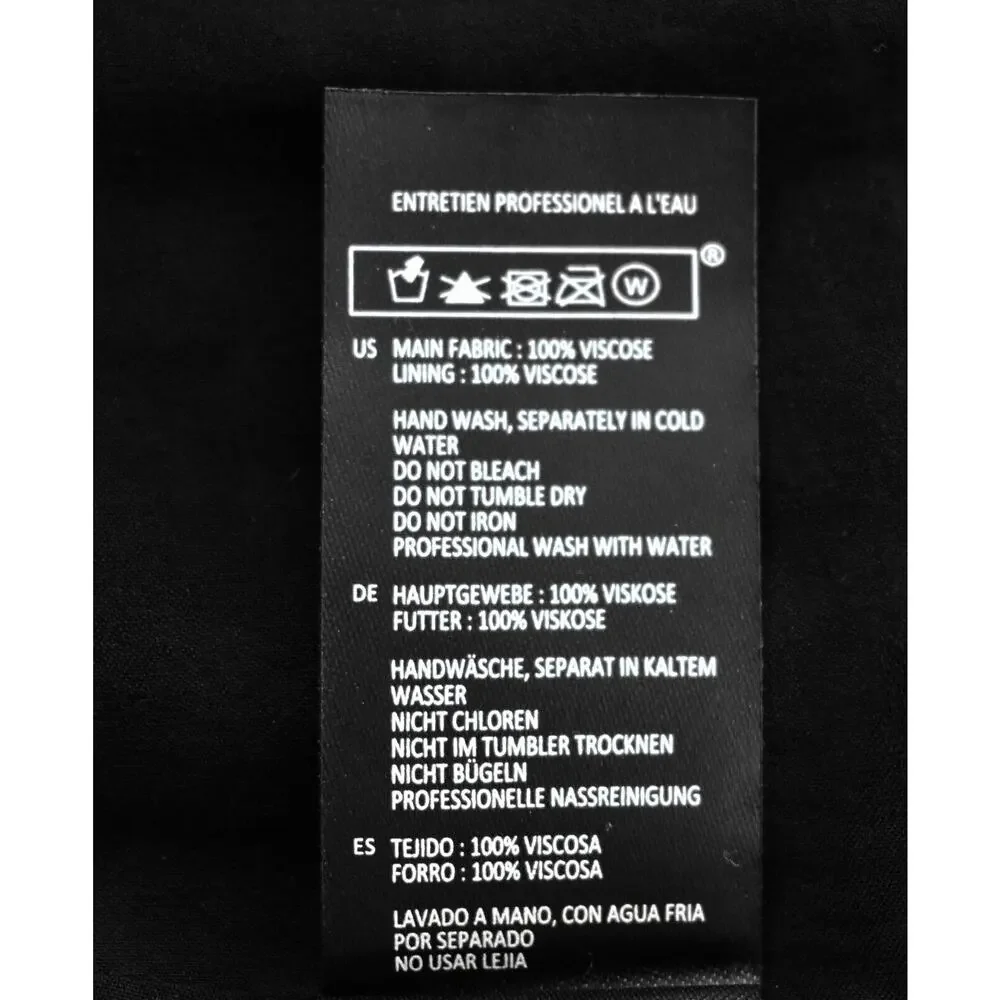 ENTRETIEN PROFESSIONEL A L'EAU
®
W
US MAIN FABRIC : 100% VISCOSE
LINING : 100% VISCOSE
HAND WASH, SEPARATELY IN COLD
WATER
DO NOT BLEACH
DO NOT TUMBLE DRY
DO NOT IRON
PROFESSIONAL WASH WITH WATER
DE HAUPTGEWEBE : 100% VISKOSE
FUTTER : 100% VISKOSE
HANDWÄSCHE, SEPARAT IN KALTEM
WASSER
NICHT CHLOREN
NICHT IM TUMBLER TROCKNEN
NICHT BÜGELN
PROFESSIONELLE NASSREINIGUNG
ES TEJIDO : 100% VISCOSA
FORRO : 100% VISCOSA
LAVADO A MANO, CON AGUA FRIA
POR SEPARADO
NO USAR LEJIA